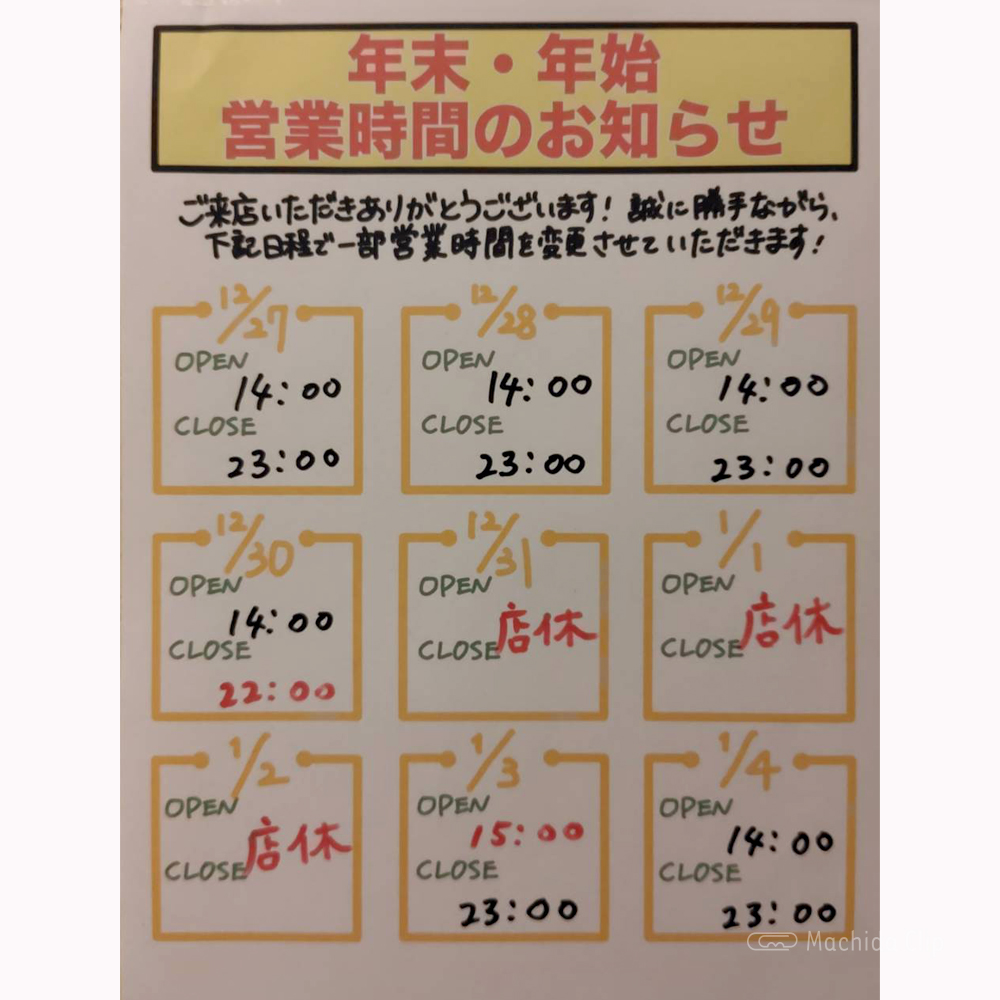 年末・年始
営業時間のお知らせ
ご来店いただきありがとうございます！誠に勝手ながら、
下記日程で一部営業時間を変更させていただきます！
12/27
OPEN
14:00
CLOSE
23:00
12/28
OPEN
14:00
CLOSE
23:00
12/29
OPEN
14:00
CLOSE
23:00
12/30
OPEN
14:00
CLOSE
22:00
12/31
OPEN
店休
CLOSE
1/1
OPEN
店休
CLOSE
1/2
OPEN
店休
CLOSE
1/3
OPEN
15:00
CLOSE
23:00
1/4
OPEN
14:00
CLOSE
23:00